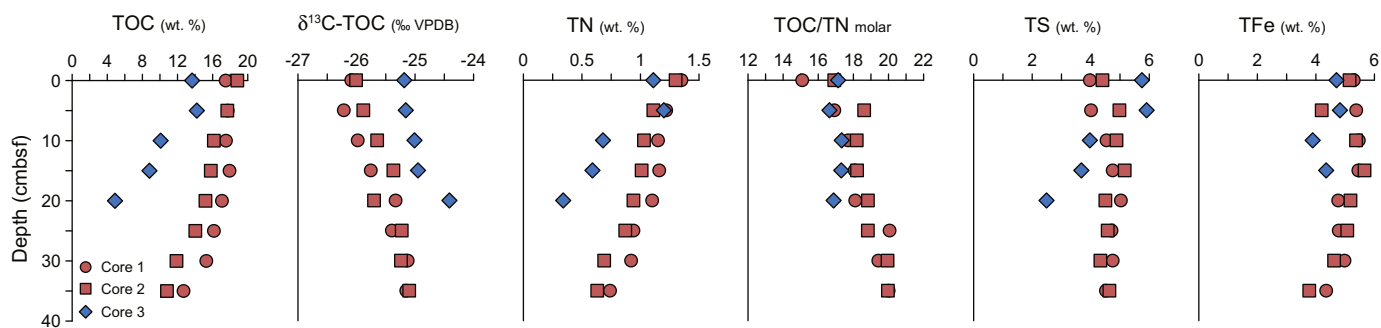 TOC (wt. %)
0 4 8 12 16 20
δ¹³C-TOC (‰ VPDB)
-27 -26 -25 -24
TN (wt. %)
0 0.5 1 1.5
TOC/TN molar
12 14 16 18 20 22
TS (wt. %)
0 2 4 6
TFe (wt. %)
0 2 4 6
Depth (cmbsf)
0
10
20
30
40
Core 1
Core 2
Core 3